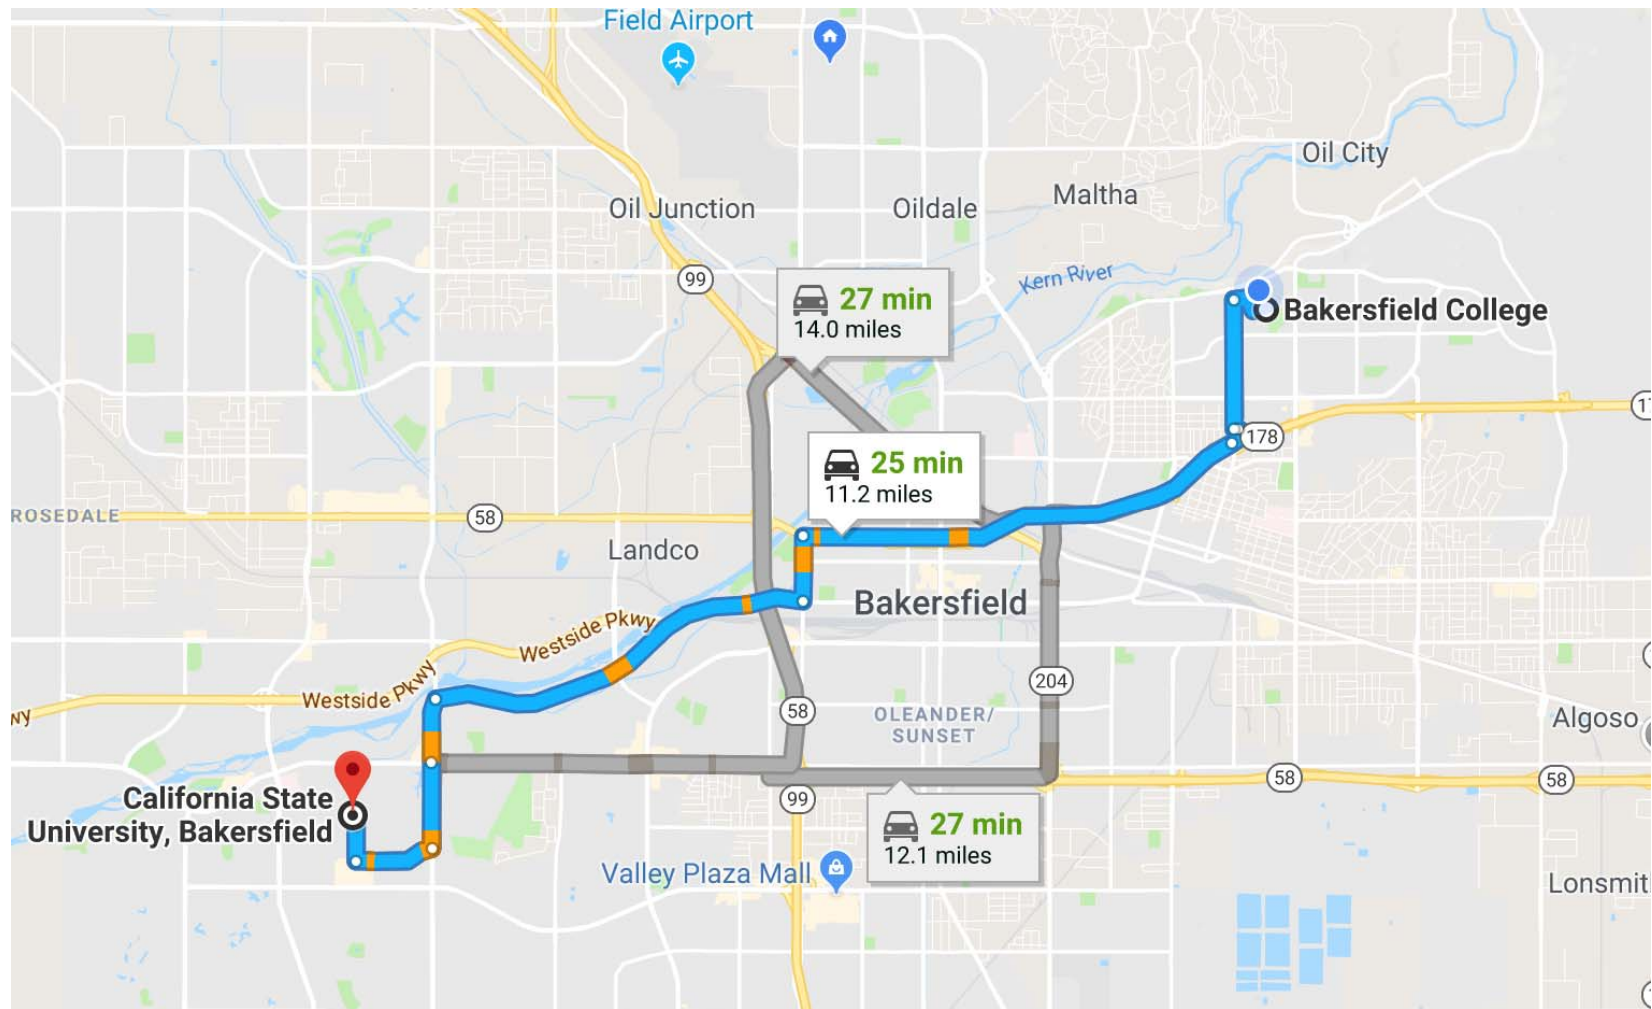 Field Airport
Oil City
Maltha
Oil Junction
Oildale
Kern River
99
27 min
14.0 miles
Bakersfield College
178
25 min
11.2 miles
ROSEDALE
58
Landco
Bakersfield
Westside Pkwy
Westside Pkwy
204
58
OLEANDER/
SUNSET
Algoso
58
58
99
California State
University, Bakersfield
27 min
12.1 miles
Valley Plaza Mall
Lonsmit